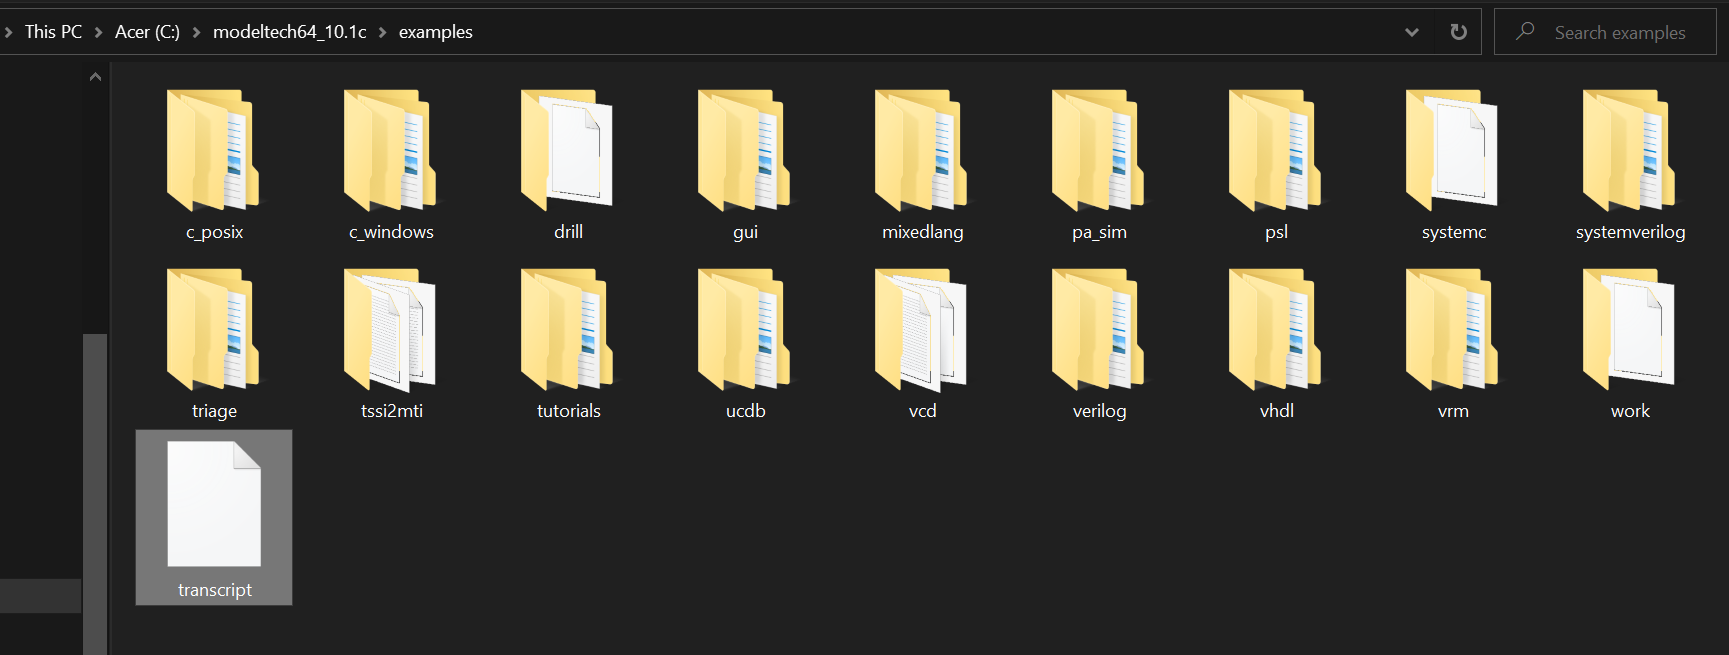 This PC > Acer (C:) > modeltech64_10.1c > examples
Search examples
c_posix c_windows drill gui mixedlang pa_sim psl systemc systemverilog
triage tssi2mti tutorials ucdb vcd verilog vhdl vrm work
transcript